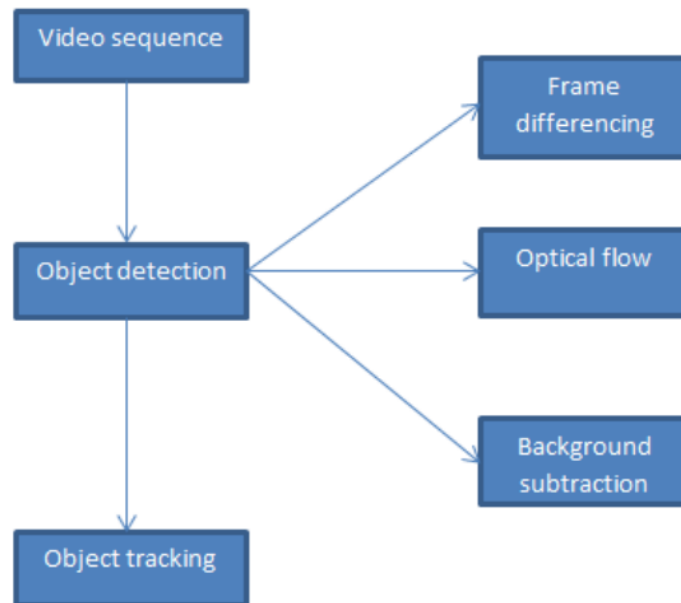 Video sequence
Frame
differencing
Object detection
Optical flow
Background
subtraction
Object tracking